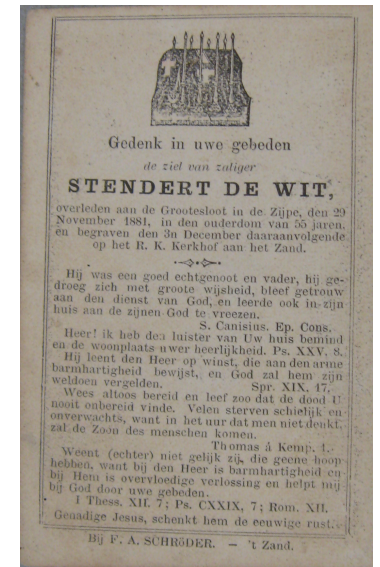 Gedenk in uwe gebeden
de ziel van zaliger
STENDERT DE WIT,
overleden aan de Grootesloot in de Zijpe, den 29
November 1881, in den ouderdom van 55 jaren,
en begraven den 3n December daaraanvolgende
op het R. K. Kerkhof aan het Zand.
Hij was een goed echtgenoot en vader, hij ge-
droeg zich met groote wijsheid, bleef getrouw
aan den dienst van God, en leerde ook in zijn
huis aan de zijnen God te vreezen.
S. Canisius. Ep. Cons.
Heer! ik heb den luister van Uw huis bemind
en de woonplaats uwer heerlijkheid. Ps. XXV. 8.
Hij leent den Heer op winst, die aan den arme
barmhartigheid bewijst, en God zal hem zijn
weldoen vergelden. Spr. XIX, 17.
Wees altoos bereid en leef zoo dat de dood U
nooit onbereid vinde. Velen sterven schielijk en
onverwachts, want in het uur dat men niet denkt,
zal de Zoon des menschen komen.
Thomas á Kemp. 1.
Weent (echter) niet gelijk zij, die geene hoop
hebben, want bij den Heer is barmhartigheid en
bij Hem is overvloedige verlossing en helpt mij
bij God door uwe gebeden.
I Thess. XII. 7; Ps. CXXIX, 7; Rom. XII.
Genadige Jesus, schenkt hem de eeuwige rust.
Bij F. A. SCHRöDER. – 't Zand.